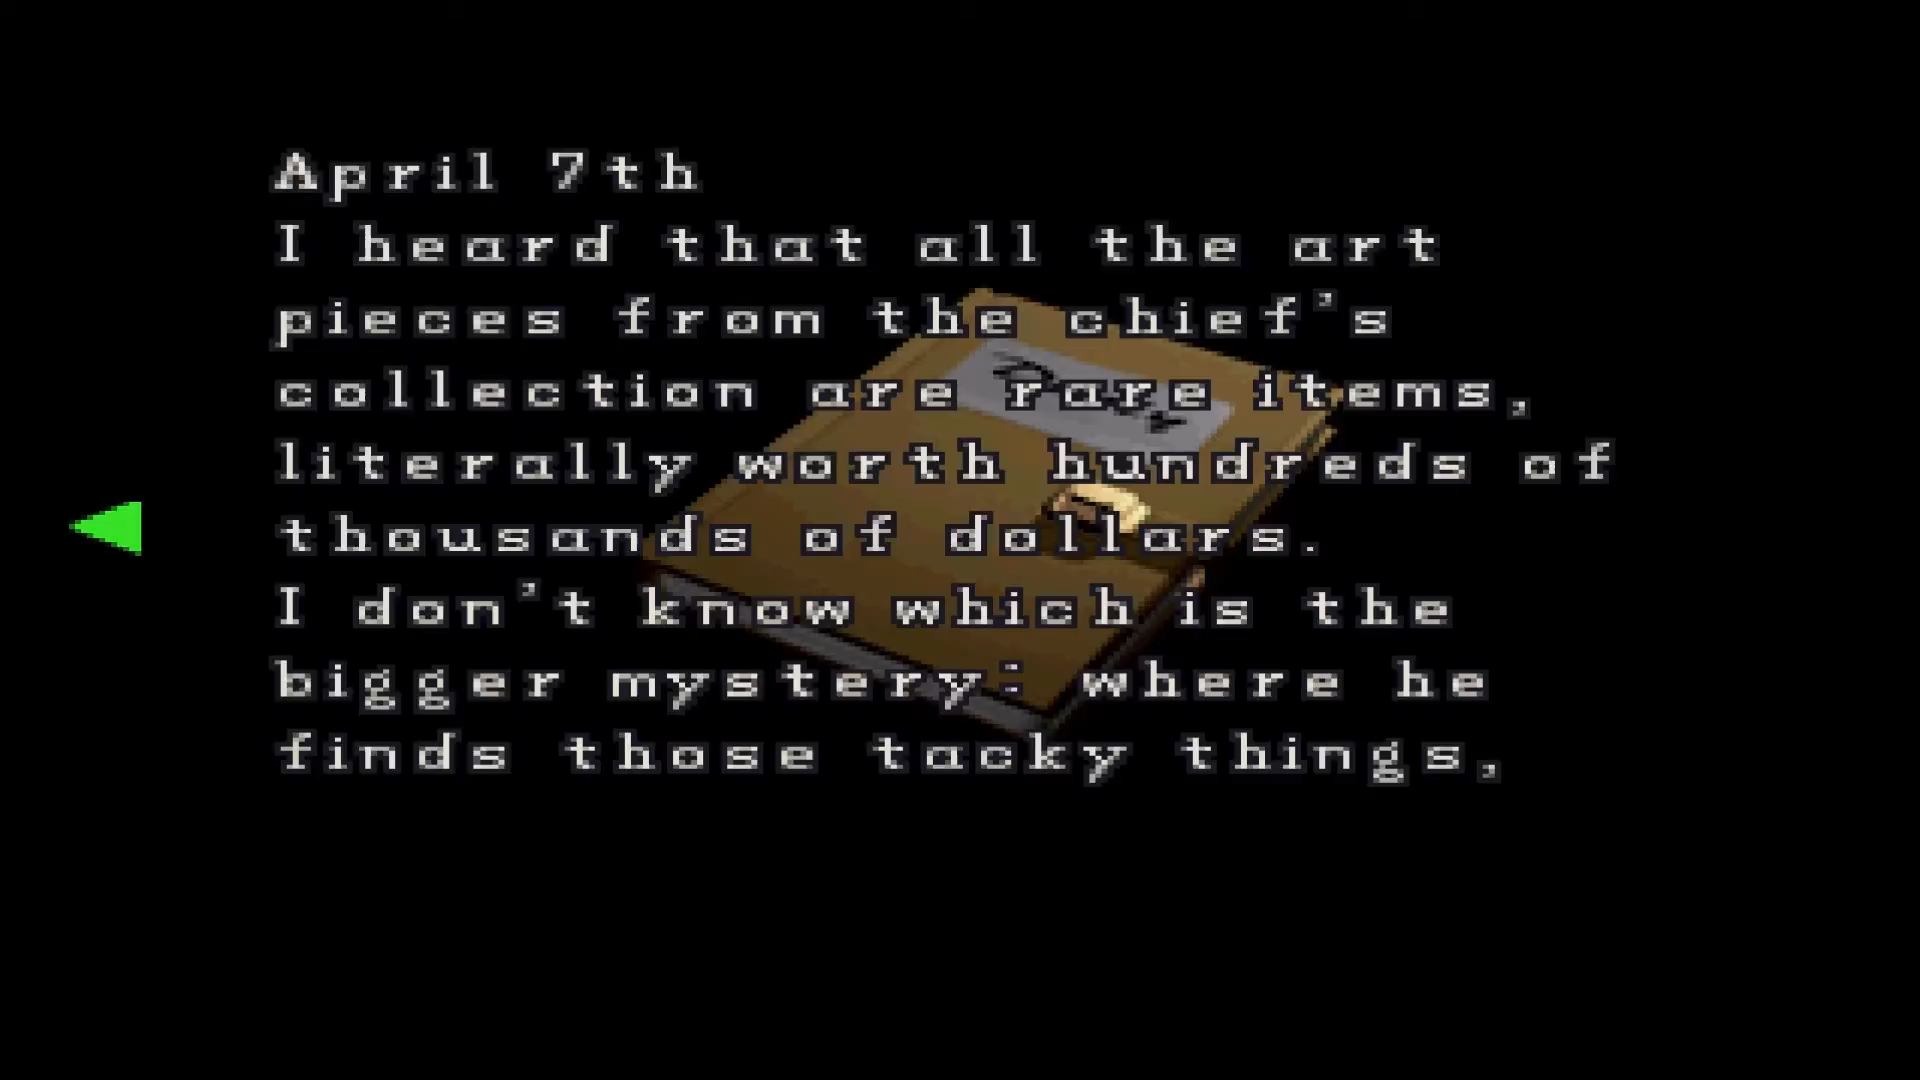 April 7th
I heard that all the art
pieces from the chief's
collection are rare items,
literally worth hundreds of
thousands of dollars.
I don't know which is the
bigger mystery: where he
finds those tacky things,